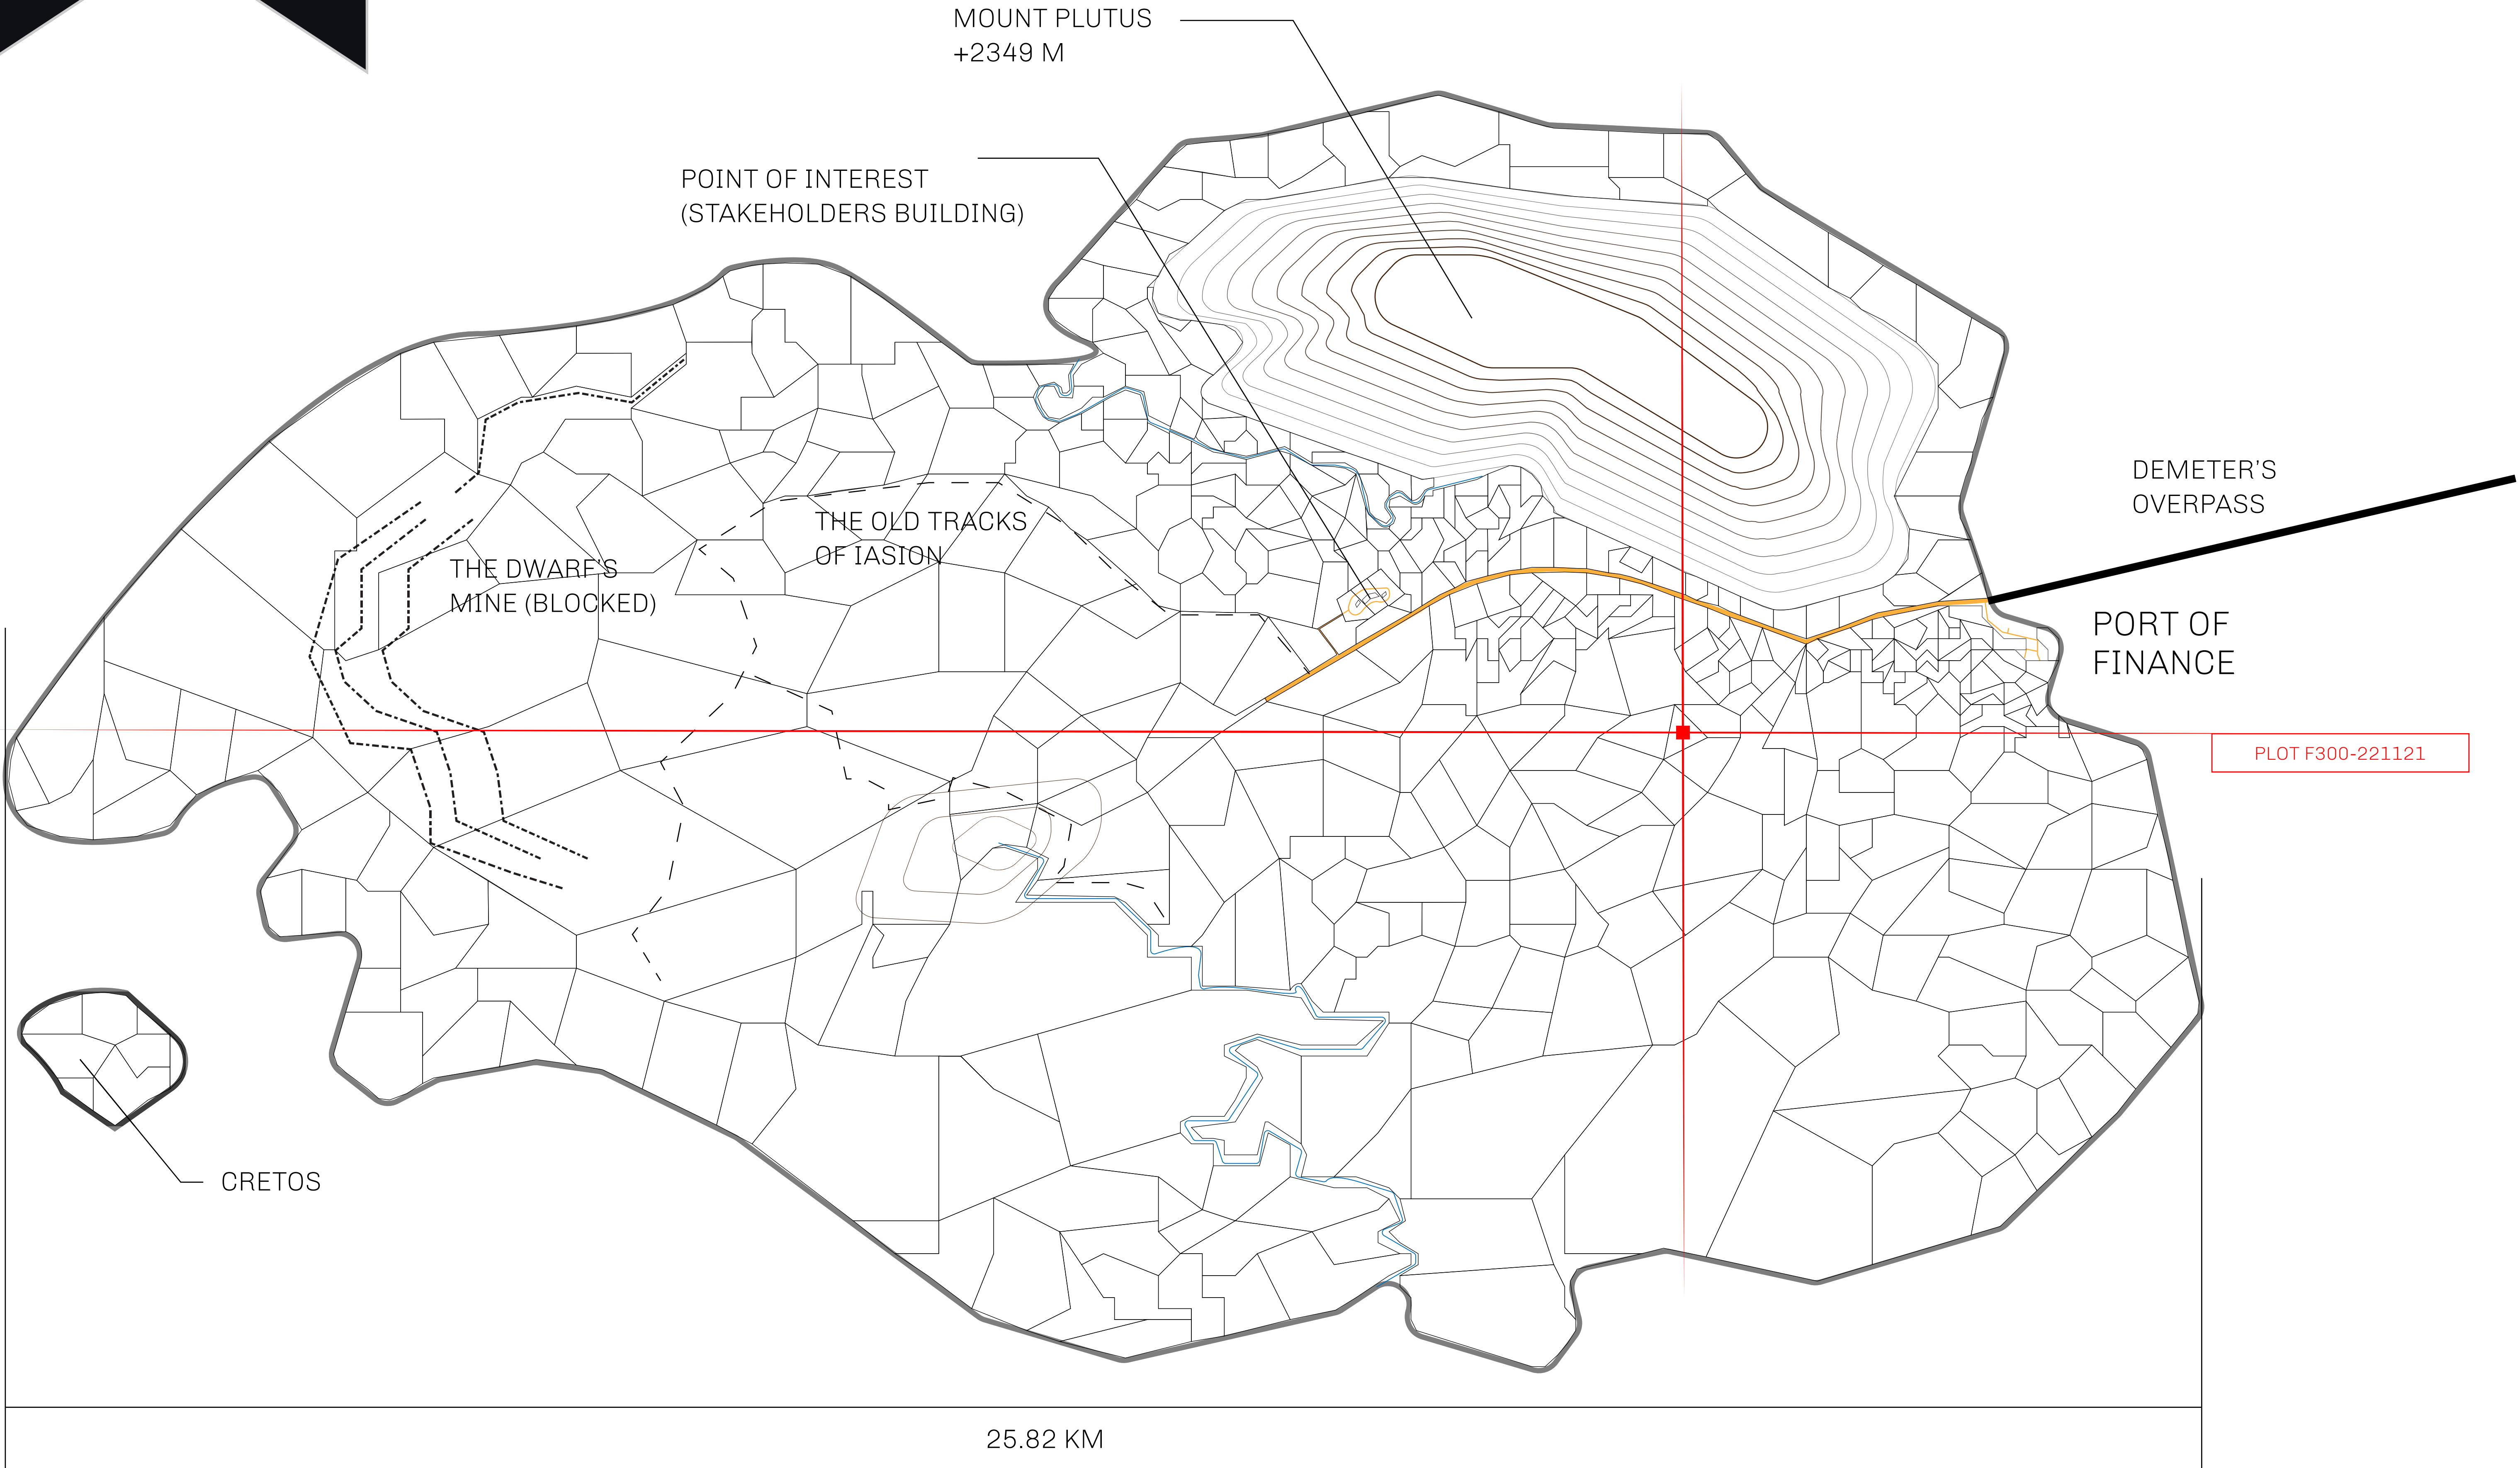 MOUNT PLUTUS
+2349 M
POINT OF INTEREST
(STAKEHOLDERS BUILDING)
DEMETER'S
OVERPASS
THE OLD TRACKS
OF IASION
THE DWARF'S
MINE (BLOCKED)
PORT OF
FINANCE
PLOT F300-221121
CRETOS
25.82 KM